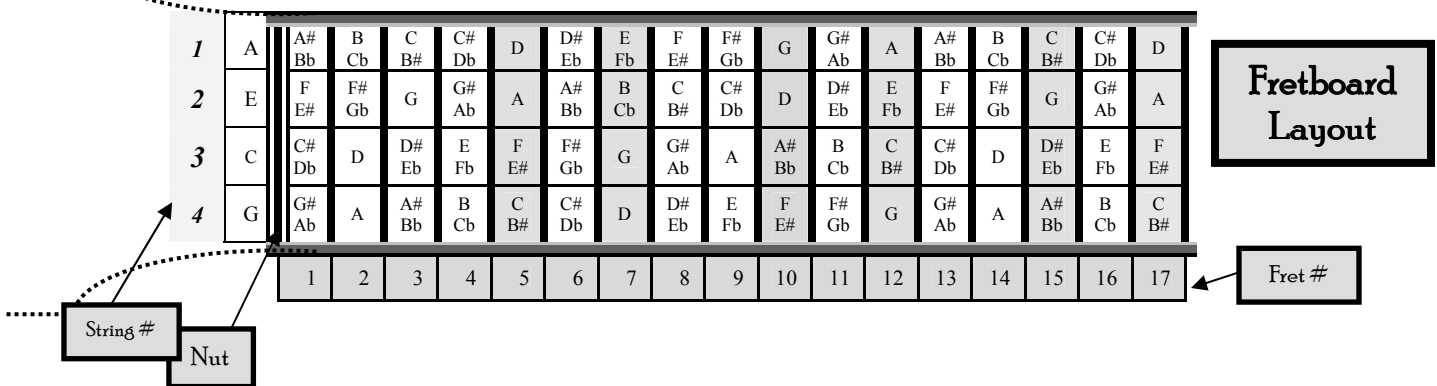 1 A A# B C C# D D# E F F# G G# A A# B C C# D
Bb Cb B# Db Eb Fb E# Gb Ab Bb Cb B# Db
2 E F F# G G# A A# B C C# D D# E F F# G G# A
E# Gb Ab Bb Cb B# Db Eb Fb E# Gb Ab
3 C C# D D# E F F# G G# A A# B C C# D D# E F
Db Eb Fb E# Gb Ab Bb Cb B# Db Eb Fb E#
4 G G# A A# B C C# D D# E F F# G G# A A# B C
Ab Bb Cb B# Db Eb Fb E# Gb Ab Bb Cb B#
Fretboard
Layout
1 2 3 4 5 6 7 8 9 10 11 12 13 14 15 16 17
Fret #
String #
Nut